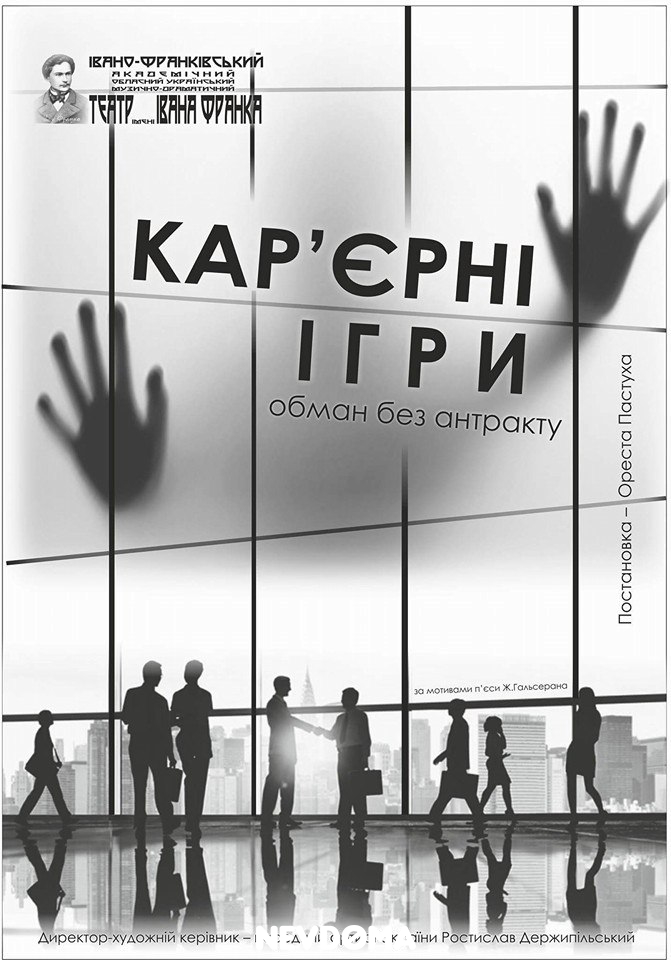 ІВАНО-ФРАНКІВСЬКИЙ
АКАДЕМІЧНИЙ
ОБЛАСНИЙ УКРАЇНСЬКИЙ
МУЗИЧНО-ДРАМАТИЧНИЙ
ТЕАТР ІМЕНІ ІВАНА ФРАНКА
КАР’ЄРНІ
ІГРИ
обман без антракту
Постановка – Ореста Пастуха
за мотивами п’єси Ж.Гальсерана
Директор-художній керівник – Ростислав Держипільський